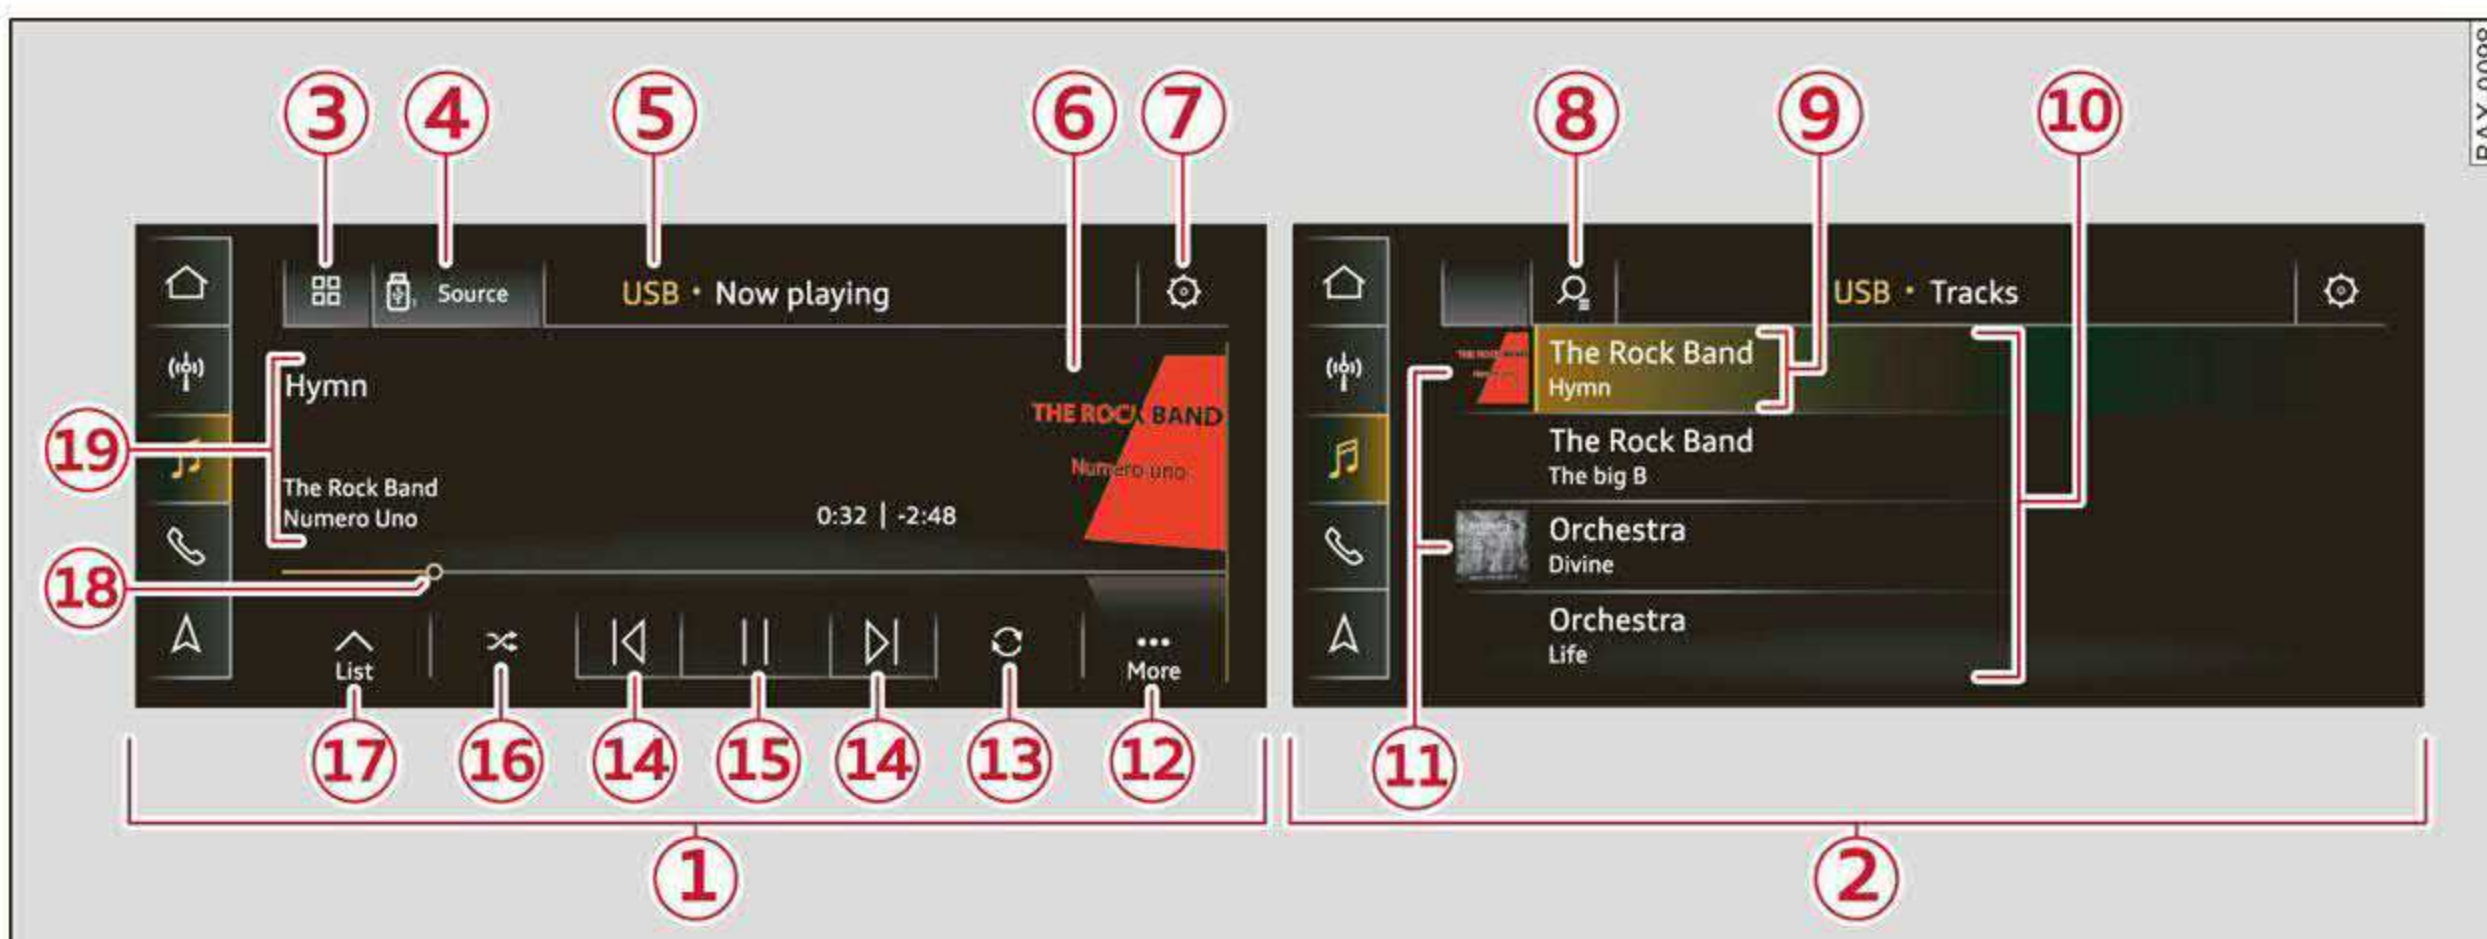 3 4 5 6 7 8 9 10
Source
USB • Now playing
USB • Tracks
Hymn
THE ROCK BAND
Numero uno
The Rock Band
Numero Uno
0:32 | -2:48
The Rock Band
Hymn
The Rock Band
The big B
Orchestra
Divine
Orchestra
Life
19
18
List
More
17 16 14 15 14 13 12 11
1 2